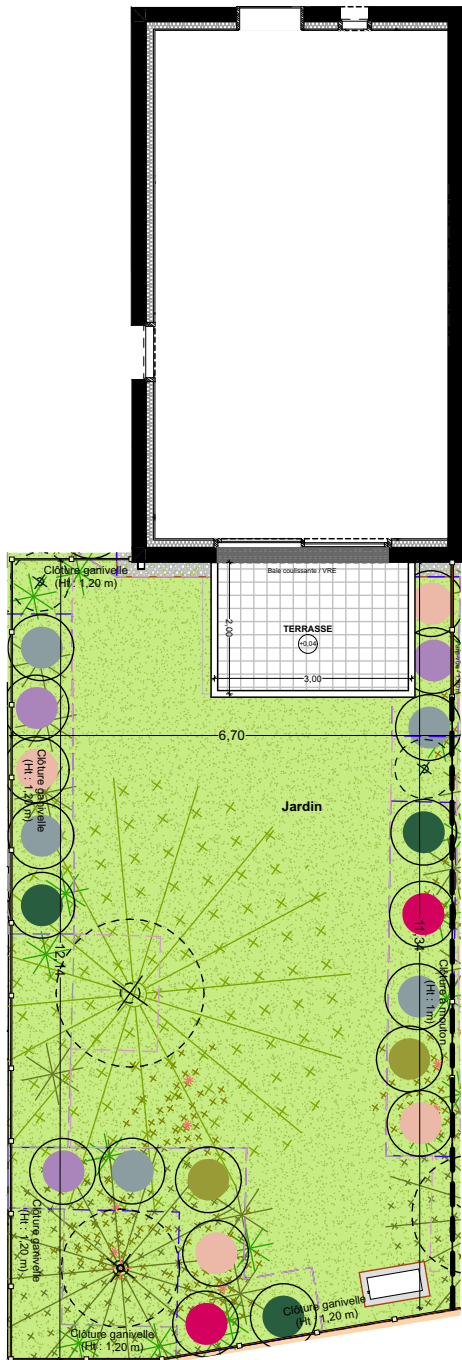 Clôture ganivelle
(Ht : 1,20 m)
Baie coulissante / VRE
TERRASSE
+0,04
2,00
3,00
6,70
Clôture ganivelle
(Ht : 1,20 m)
Jardin
11,34
12,14
Clôture à mouton
(Ht : 1m)
Clôture ganivelle
(Ht : 1,20 m)
Clôture ganivelle
(Ht : 1,20 m)
Clôture ganivelle
(Ht : 1,20 m)